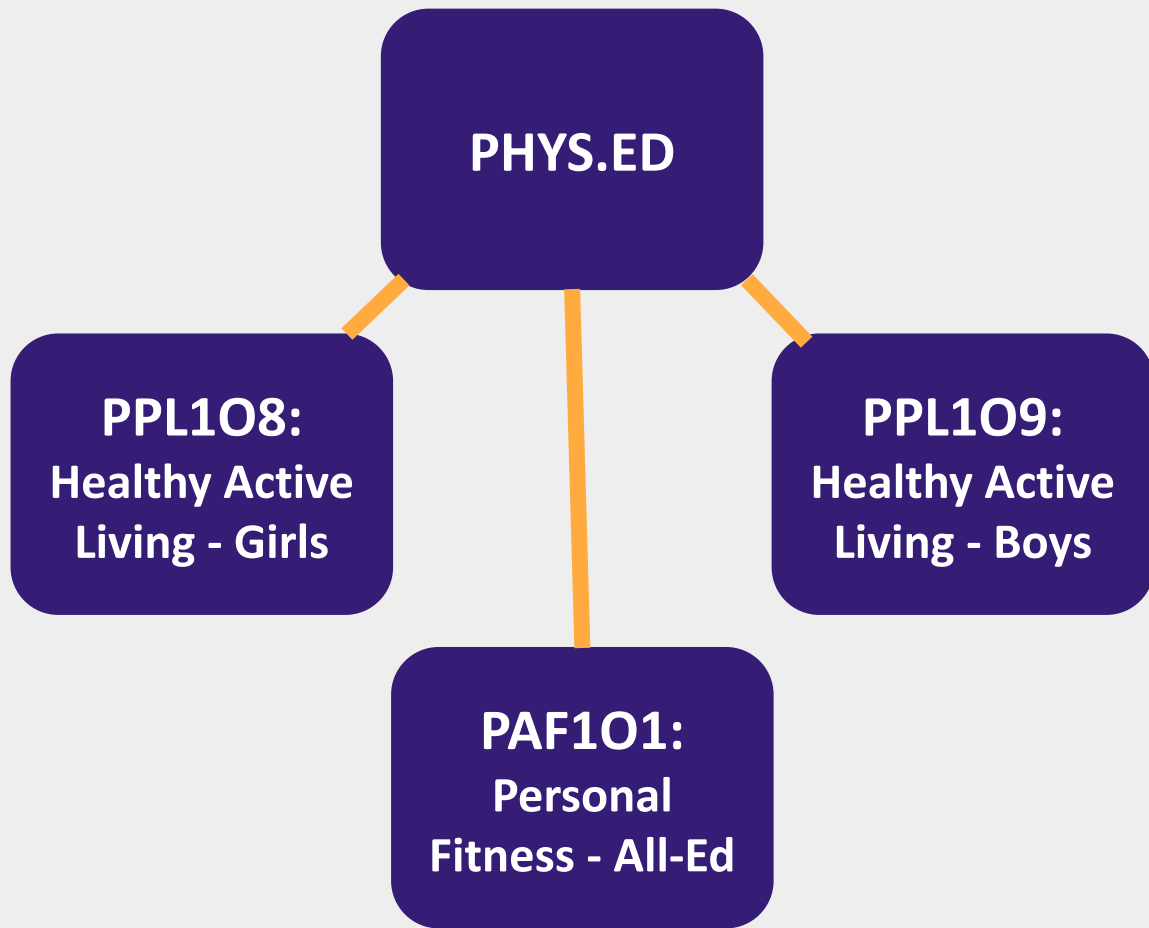 PHYS.ED
PPL1O8:
Healthy Active
Living - Girls
PPL1O9:
Healthy Active
Living - Boys
PAF1O1:
Personal
Fitness - All-Ed